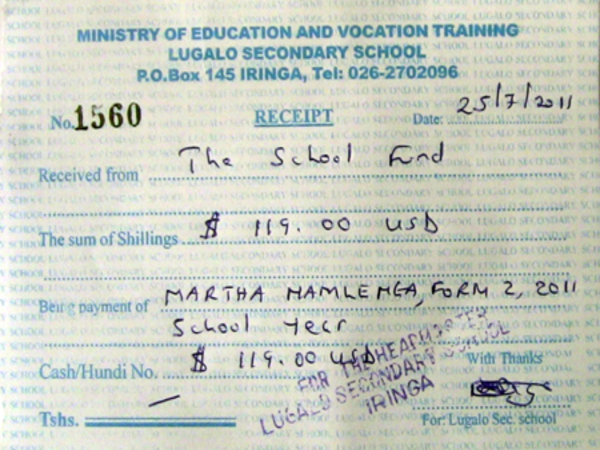 MINISTRY OF EDUCATION AND VOCATION TRAINING
LUGALO SECONDARY SCHOOL
P.O.Box 145 IRINGA, Tel: 026-2702096
No. 1560 RECEIPT Date: 25/7/2011
Received from The School Fund
The sum of Shillings $ 119.00 USD
Being payment of MARTHA HAMLENGA, FORM 2, 2011
School Year
Cash/Hundi No. $ 119.00 USD
With Thanks
FOR THE HEADMASTER
LUGALO SECONDARY SCHOOL
IRINGA
Tshs. —
For: Lugalo Sec. school